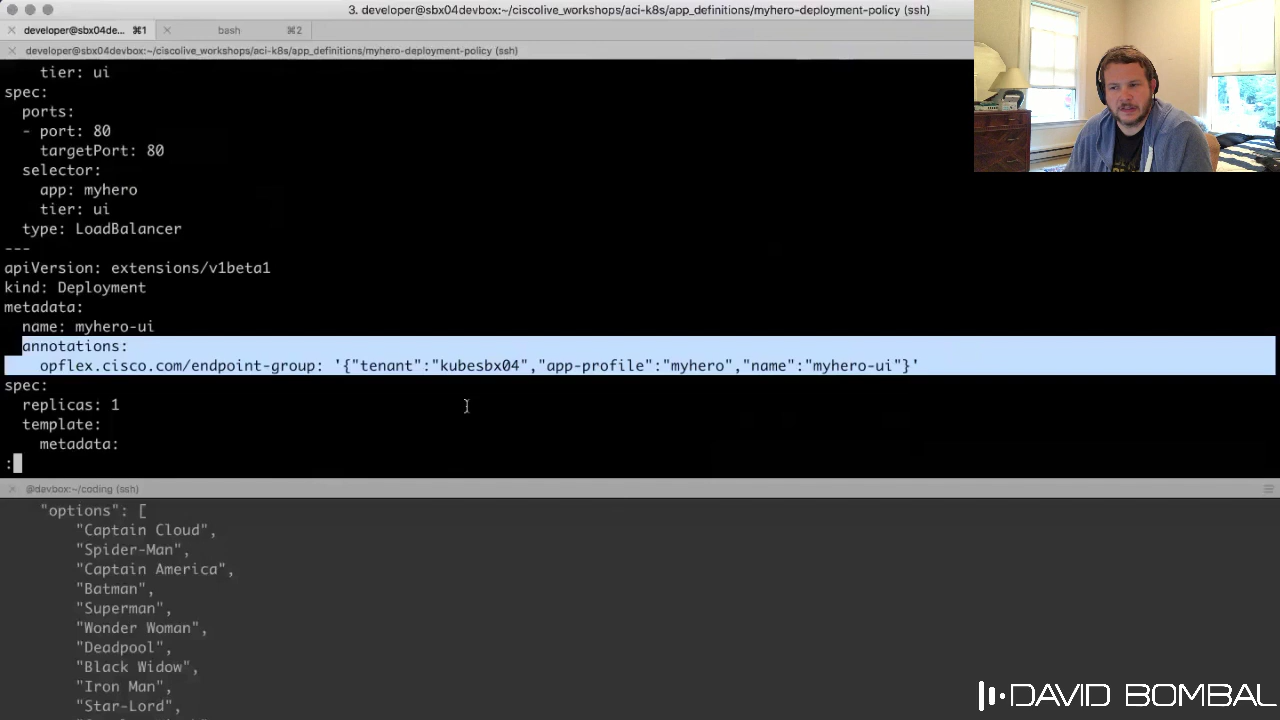 3. developer@sbx04devbox:~/ciscolive_workshops/aci-k8s/app_definitions/myhero-deployment-policy (ssh)
developer@sbx04de... ⌘1
bash ⌘2
developer@sbx04devbox:~/ciscolive_workshops/aci-k8s/app_definitions/myhero-deployment-policy (ssh)
    tier: ui
spec:
  ports:
  - port: 80
    targetPort: 80
  selector:
    app: myhero
    tier: ui
  type: LoadBalancer
---
apiVersion: extensions/v1beta1
kind: Deployment
metadata:
  name: myhero-ui
  annotations:
    opflex.cisco.com/endpoint-group: '{"tenant":"kubesbx04","app-profile":"myhero","name":"myhero-ui"}'
spec:
  replicas: 1
  template:
    metadata:
:
@devbox:~/coding (ssh)
    "options": [
        "Captain Cloud",
        "Spider-Man",
        "Captain America",
        "Batman",
        "Superman",
        "Wonder Woman",
        "Deadpool",
        "Black Widow",
        "Iron Man",
        "Star-Lord",
DAVID BOMBAL